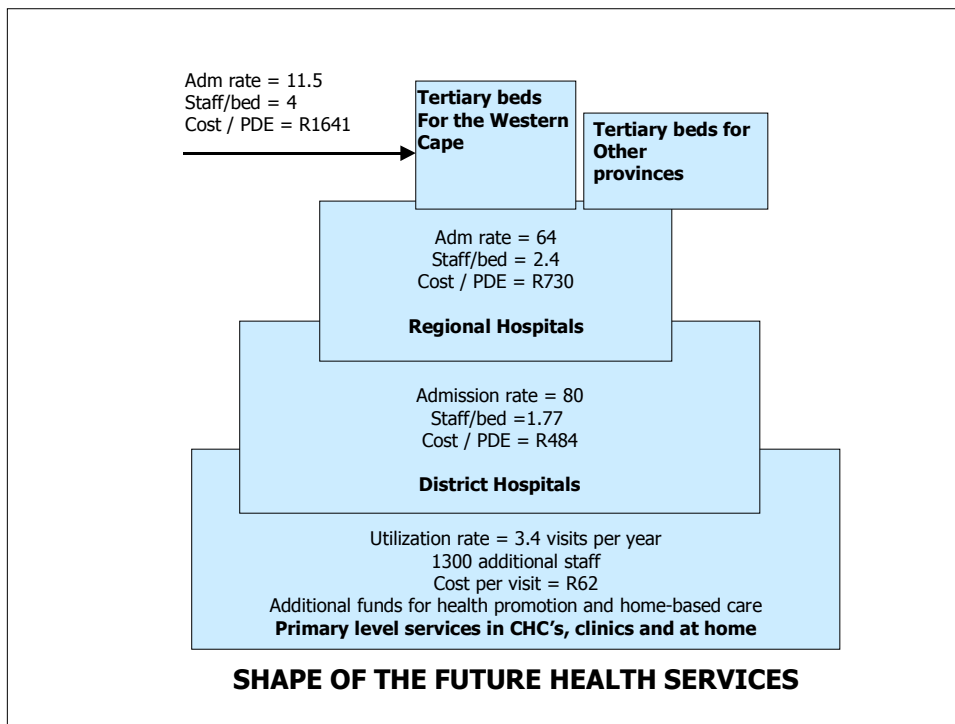 Adm rate = 11.5
Staff/bed = 4
Cost / PDE = R1641
Tertiary beds
For the Western
Cape
Tertiary beds for
Other
provinces
Adm rate = 64
Staff/bed = 2.4
Cost / PDE = R730
Regional Hospitals
Admission rate = 80
Staff/bed =1.77
Cost / PDE = R484
District Hospitals
Utilization rate = 3.4 visits per year
1300 additional staff
Cost per visit = R62
Additional funds for health promotion and home-based care
Primary level services in CHC's, clinics and at home
SHAPE OF THE FUTURE HEALTH SERVICES